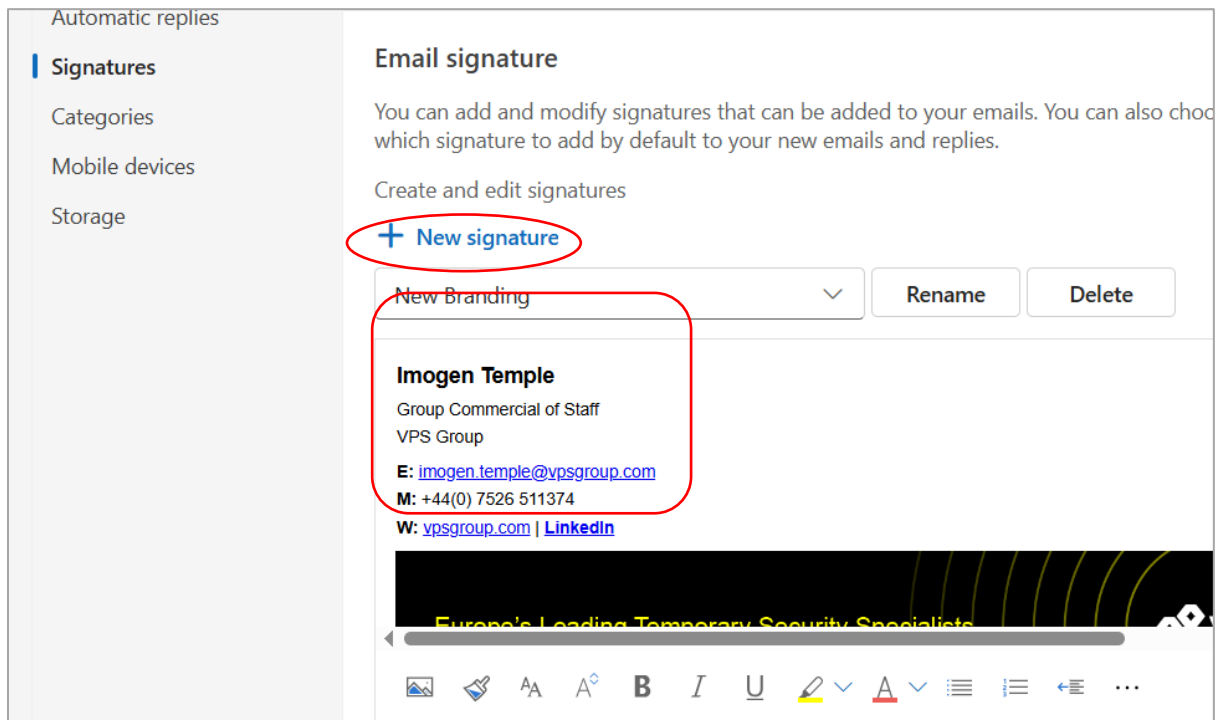 Automatic replies
Signatures
Categories
Mobile devices
Storage
Email signature
You can add and modify signatures that can be added to your emails. You can also choo
which signature to add by default to your new emails and replies.
Create and edit signatures
+ New signature
New Branding
Rename Delete
Imogen Temple
Group Commercial of Staff
VPS Group
E: imogen.temple@vpsgroup.com
M: +44(0) 7526 511374
W: vpsgroup.com | LinkedIn
Europe's Leading Temporary Security Specialists
B I U A